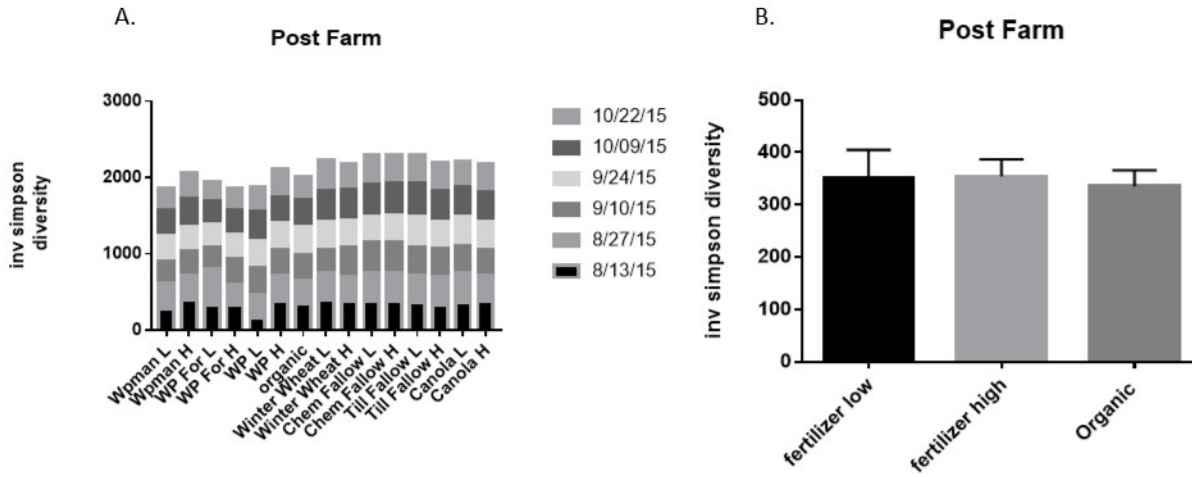 A.
Post Farm
inv simpson
diversity
3000
2000
1000
0
Wpman L
Wpman H
WP For L
WP For H
WP L
WP H
organic
Winter Wheat L
Winter Wheat H
Chem Fallow L
Chem Fallow H
Till Fallow L
Till Fallow H
Canola L
Canola H
10/22/15
10/09/15
9/24/15
9/10/15
8/27/15
8/13/15
B.
Post Farm
inv simpson diversity
500
400
300
200
100
0
fertilizer low
fertilizer high
Organic